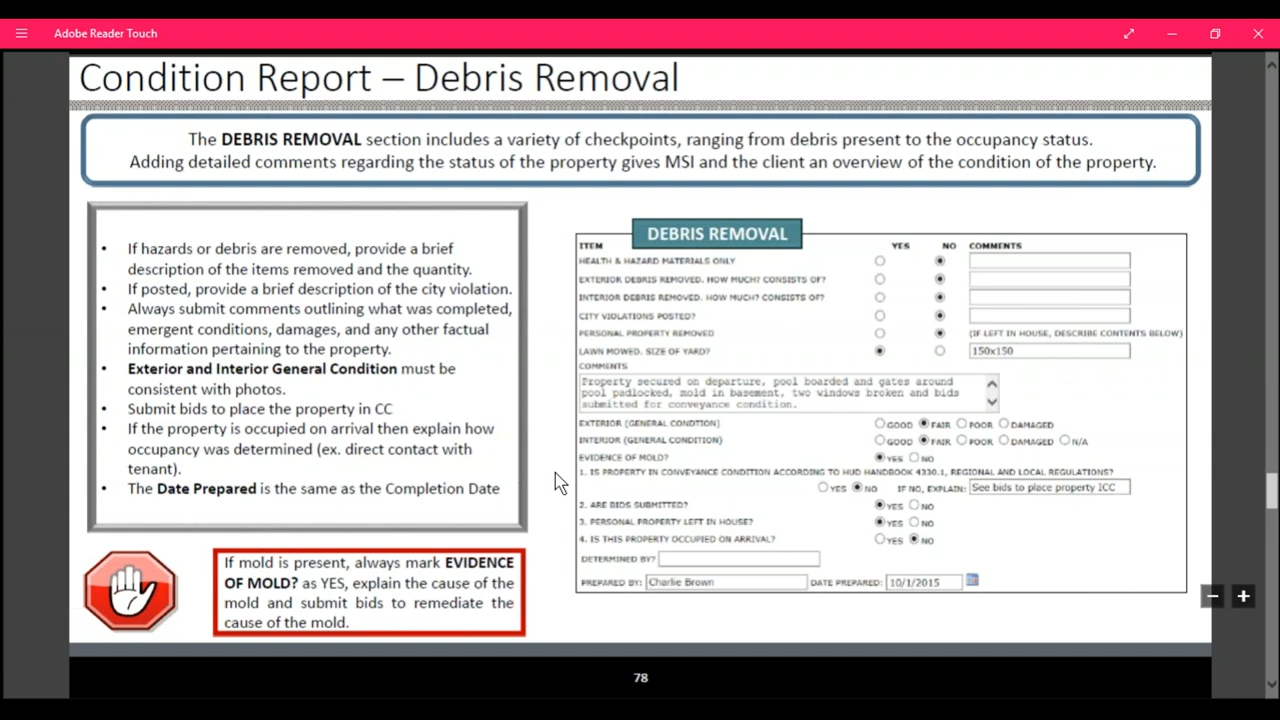 Adobe Reader Touch
Condition Report – Debris Removal
The DEBRIS REMOVAL section includes a variety of checkpoints, ranging from debris present to the occupancy status.
Adding detailed comments regarding the status of the property gives MSI and the client an overview of the condition of the property.
• If hazards or debris are removed, provide a brief
description of the items removed and the quantity.
• If posted, provide a brief description of the city violation.
• Always submit comments outlining what was completed,
emergent conditions, damages, and any other factual
information pertaining to the property.
• Exterior and Interior General Condition must be
consistent with photos.
• Submit bids to place the property in CC
• If the property is occupied on arrival then explain how
occupancy was determined (ex. direct contact with
tenant).
• The Date Prepared is the same as the Completion Date
If mold is present, always mark EVIDENCE
OF MOLD? as YES, explain the cause of the
mold and submit bids to remediate the
cause of the mold.
DEBRIS REMOVAL
ITEM YES NO COMMENTS
HEALTH & HAZARD MATERIALS ONLY
EXTERIOR DEBRIS REMOVED. HOW MUCH? CONSISTS OF?
INTERIOR DEBRIS REMOVED. HOW MUCH? CONSISTS OF?
CITY VIOLATIONS POSTED?
PERSONAL PROPERTY REMOVED (IF LEFT IN HOUSE, DESCRIBE CONTENTS BELOW)
LAWN MOWED. SIZE OF YARD? 150x150
COMMENTS
Property secured on departure, pool boarded and gates around
pool padlocked, mold in basement, two windows broken and bids
submitted for conveyance condition.
EXTERIOR (GENERAL CONDTION) GOOD FAIR POOR DAMAGED
INTERIOR (GENERAL CONDITION) GOOD FAIR POOR DAMAGED N/A
EVIDENCE OF MOLD? YES NO
1. IS PROPERTY IN CONVEYANCE CONDITION ACCORDING TO HUD HANDBOOK 4330.1, REGIONAL AND LOCAL REGULATIONS?
YES NO IF NO, EXPLAIN: See bids to place property ICC
2. ARE BIDS SUBMITTED? YES NO
3. PERSONAL PROPERTY LEFT IN HOUSE? YES NO
4. IS THIS PROPERTY OCCUPIED ON ARRIVAL? YES NO
DETERMINED BY?
PREPARED BY: Charlie Brown DATE PREPARED: 10/1/2015
78